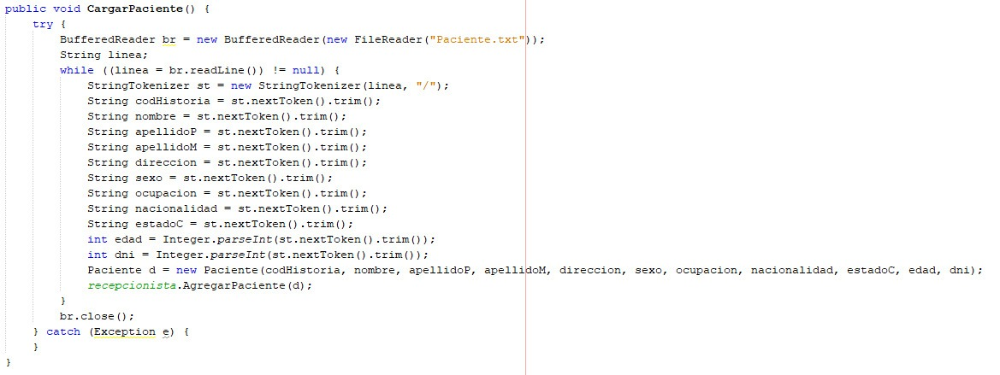 public void CargarPaciente() {
    try {
        BufferedReader br = new BufferedReader(new FileReader("Paciente.txt"));
        String linea;
        while ((linea = br.readLine()) != null) {
            StringTokenizer st = new StringTokenizer(linea, "/");
            String codHistoria = st.nextToken().trim();
            String nombre = st.nextToken().trim();
            String apellidoP = st.nextToken().trim();
            String apellidoM = st.nextToken().trim();
            String direccion = st.nextToken().trim();
            String sexo = st.nextToken().trim();
            String ocupacion = st.nextToken().trim();
            String nacionalidad = st.nextToken().trim();
            String estadoC = st.nextToken().trim();
            int edad = Integer.parseInt(st.nextToken().trim());
            int dni = Integer.parseInt(st.nextToken().trim());
            Paciente d = new Paciente(codHistoria, nombre, apellidoP, apellidoM, direccion, sexo, ocupacion, nacionalidad, estadoC, edad, dni);
            recepcionista.AgregarPaciente(d);
        }
        br.close();
    } catch (Exception e) {
    }
}